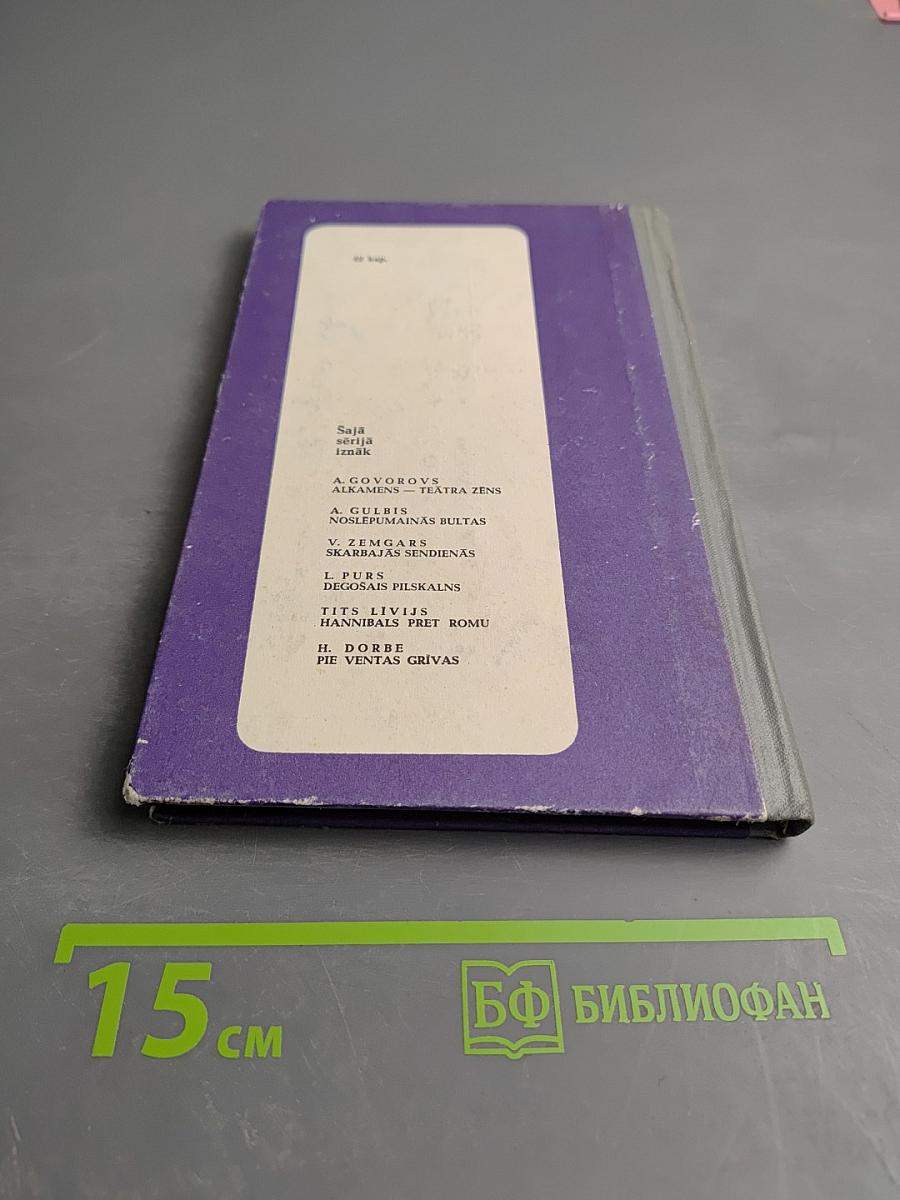 kap.
Šajā
sērijā
iznāk
A. GOVOROVS
ALKAMENS — TEĀTRA ZĒNS
A. GULBIS
NOSLĒPUMAINĀS BULTAS
V. ZEMGARS
SKARBAJĀS SENDIENĀS
L. PURS
DEGOŠAIS PILSKALNS
TITS LĪVIJS
HANNIBALS PRET ROMU
H. DORBE
PIE VENTAS GRĪVAS
15 см
БФ БИБЛИОФАН